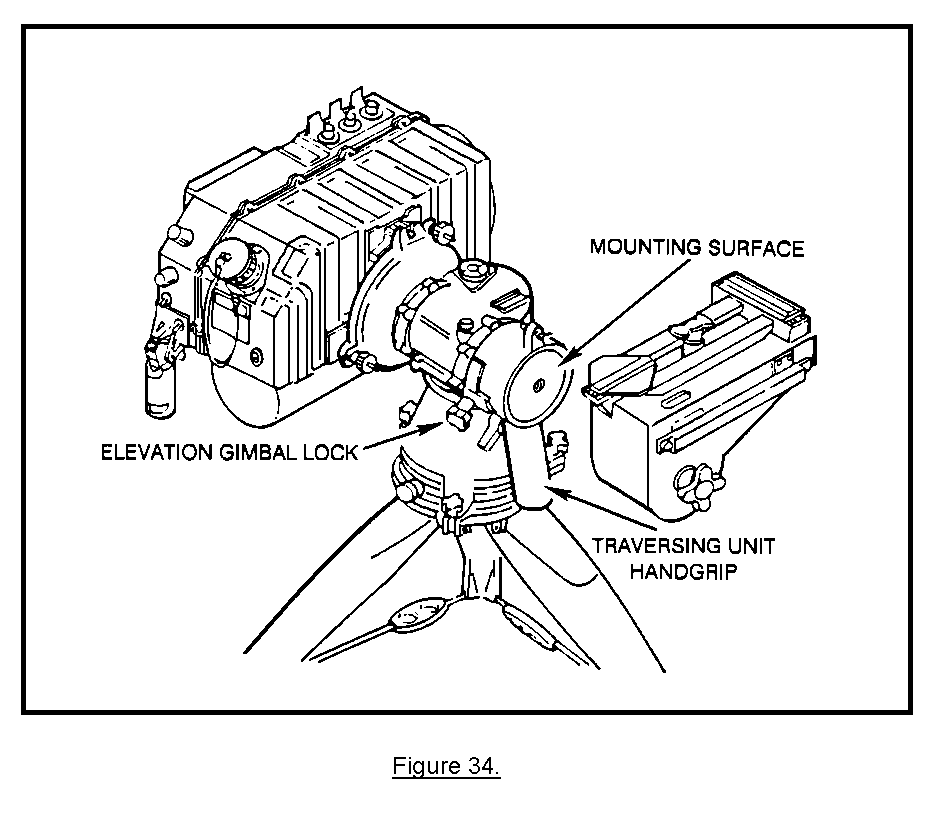 MOUNTING SURFACE
ELEVATION GIMBAL LOCK
TRAVERSING UNIT
HANDGRIP
Figure 34.